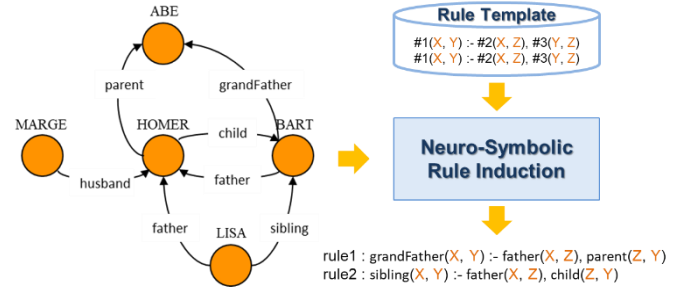 ABE
parent
grandFather
MARGE
HOMER
child
BART
husband
father
father
sibling
LISA
Rule Template
#1(X, Y) :- #2(X, Z), #3(Y, Z)
#1(X, Y) :- #2(X, Z), #3(Y, Z)
Neuro-Symbolic
Rule Induction
rule1 : grandFather(X, Y) :- father(X, Z), parent(Z, Y)
rule2 : sibling(X, Y) :- father(X, Z), child(Z, Y)